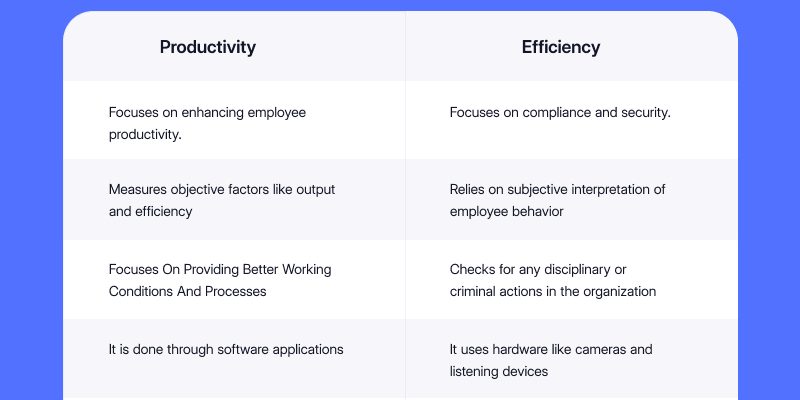 Productivity
Efficiency
Focuses on enhancing employee
productivity.
Focuses on compliance and security.
Measures objective factors like output
and efficiency
Relies on subjective interpretation of
employee behavior
Focuses On Providing Better Working
Conditions And Processes
Checks for any disciplinary or
criminal actions in the organization
It is done through software applications
It uses hardware like cameras and
listening devices